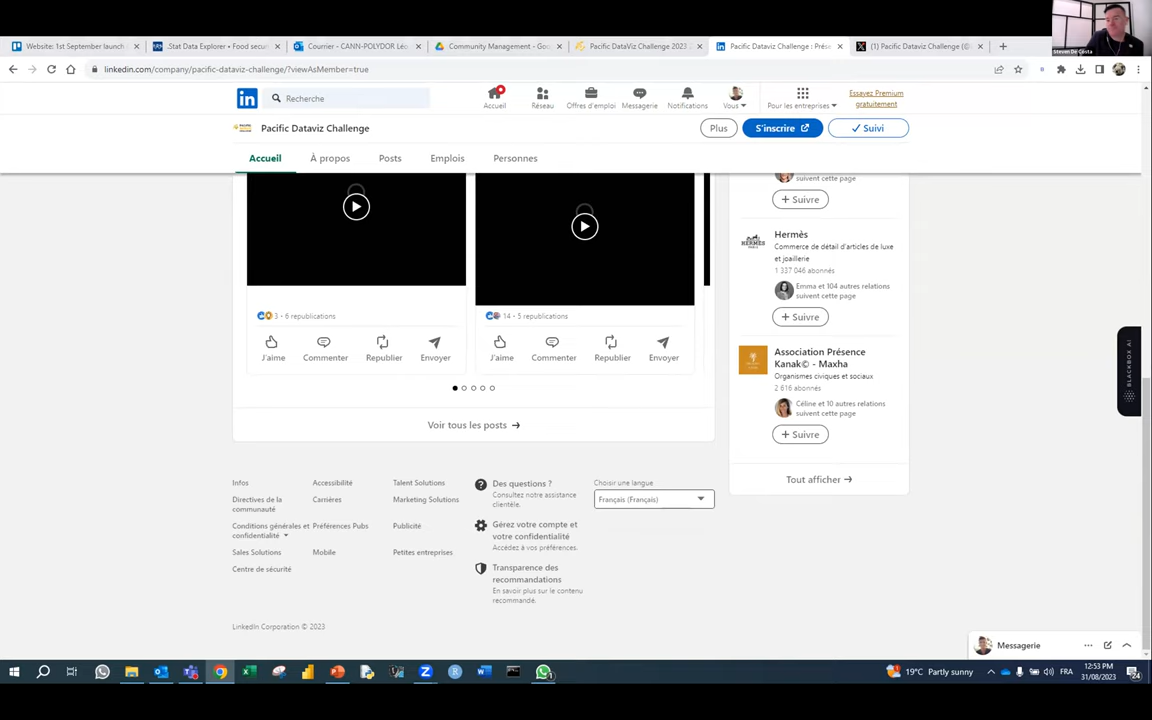 Website: 1st September launch
.Stat Data Explorer • Food secur
Courrier - CANN-POLYDOR Léo
Community Management - Goo
Pacific DataViz Challenge 2023
Pacific Dataviz Challenge : Prése
(1) Pacific Dataviz Challenge (@
linkedin.com/company/pacific-dataviz-challenge/?viewAsMember=true
Steven De Costa
Recherche
Accueil
Réseau
Offres d'emploi
Messagerie
Notifications
Vous
Pour les entreprises
Essayez Premium
gratuitement
Pacific Dataviz Challenge
Plus
S'inscrire
Suivi
Accueil
À propos
Posts
Emplois
Personnes
3 • 6 republications
J'aime
Commenter
Republier
Envoyer
14 • 5 republications
J'aime
Commenter
Republier
Envoyer
Voir tous les posts
suivent cette page
+ Suivre
HERMÈS
PARIS
Hermès
Commerce de détail d'articles de luxe
et joaillerie
1 337 046 abonnés
Emma et 104 autres relations
suivent cette page
+ Suivre
Association Présence
Kanak© - Maxha
Organismes civiques et sociaux
2 616 abonnés
Céline et 10 autres relations
suivent cette page
+ Suivre
Tout afficher
BLACKBOX AI
Infos
Accessibilité
Talent Solutions
Directives de la
communauté
Carrières
Marketing Solutions
Conditions générales et
confidentialité
Préférences Pubs
Publicité
Sales Solutions
Mobile
Petites entreprises
Centre de sécurité
Des questions ?
Consultez notre assistance
clientèle.
Gérez votre compte et
votre confidentialité
Accédez à vos préférences.
Transparence des
recommandations
En savoir plus sur le contenu
recommandé.
Choisir une langue
Français (Français)
LinkedIn Corporation © 2023
Messagerie
19°C Partly sunny
FRA
12:53 PM
31/08/2023
24